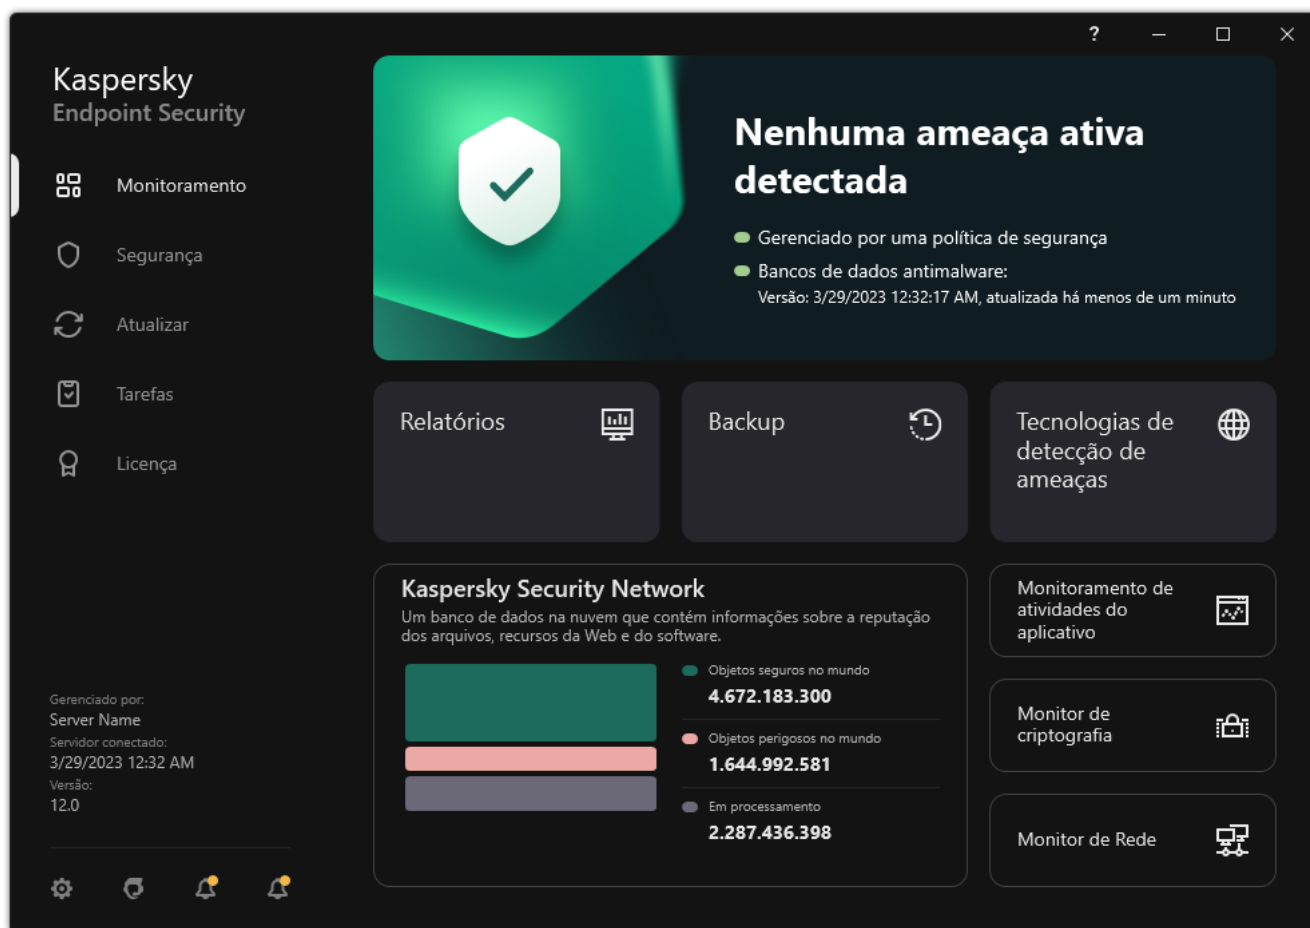 ?
Kaspersky
Endpoint Security
Monitoramento
Segurança
Atualizar
Tarefas
Licença
Gerenciado por:
Server Name
Servidor conectado:
3/29/2023 12:32 AM
Versão:
12.0
Nenhuma ameaça ativa
detectada
Gerenciado por uma política de segurança
Bancos de dados antimalware:
Versão: 3/29/2023 12:32:17 AM, atualizada há menos de um minuto
Relatórios
Backup
Tecnologias de
detecção de
ameaças
Kaspersky Security Network
Um banco de dados na nuvem que contém informações sobre a reputação
dos arquivos, recursos da Web e do software.
Objetos seguros no mundo
4.672.183.300
Objetos perigosos no mundo
1.644.992.581
Em processamento
2.287.436.398
Monitoramento de
atividades do
aplicativo
Monitor de
criptografia
Monitor de Rede